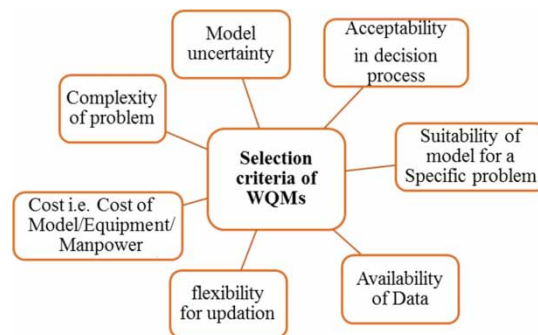 Model
uncertainty
Acceptability
in decision
process
Complexity
of problem
Selection
criteria of
WQMs
Suitability of
model for a
Specific problem
Cost i.e. Cost of
Model/Equipment/
Manpower
flexibility
for updation
Availability
of Data